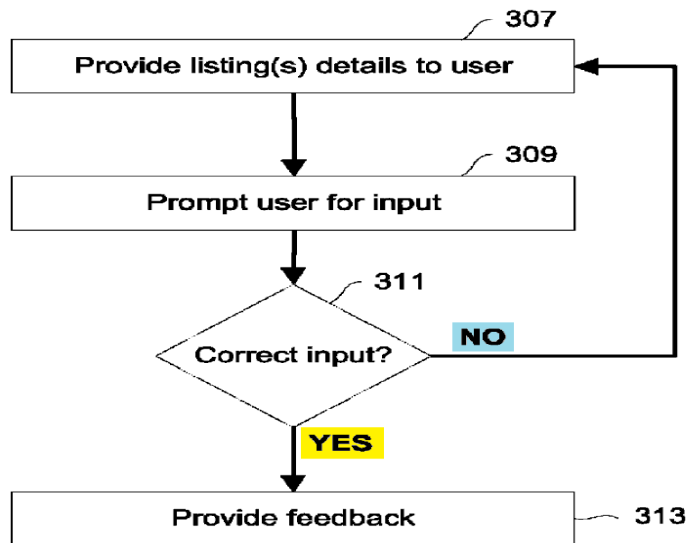 307
Provide listing(s) details to user
309
Prompt user for input
311
Correct input?
NO
YES
Provide feedback
313